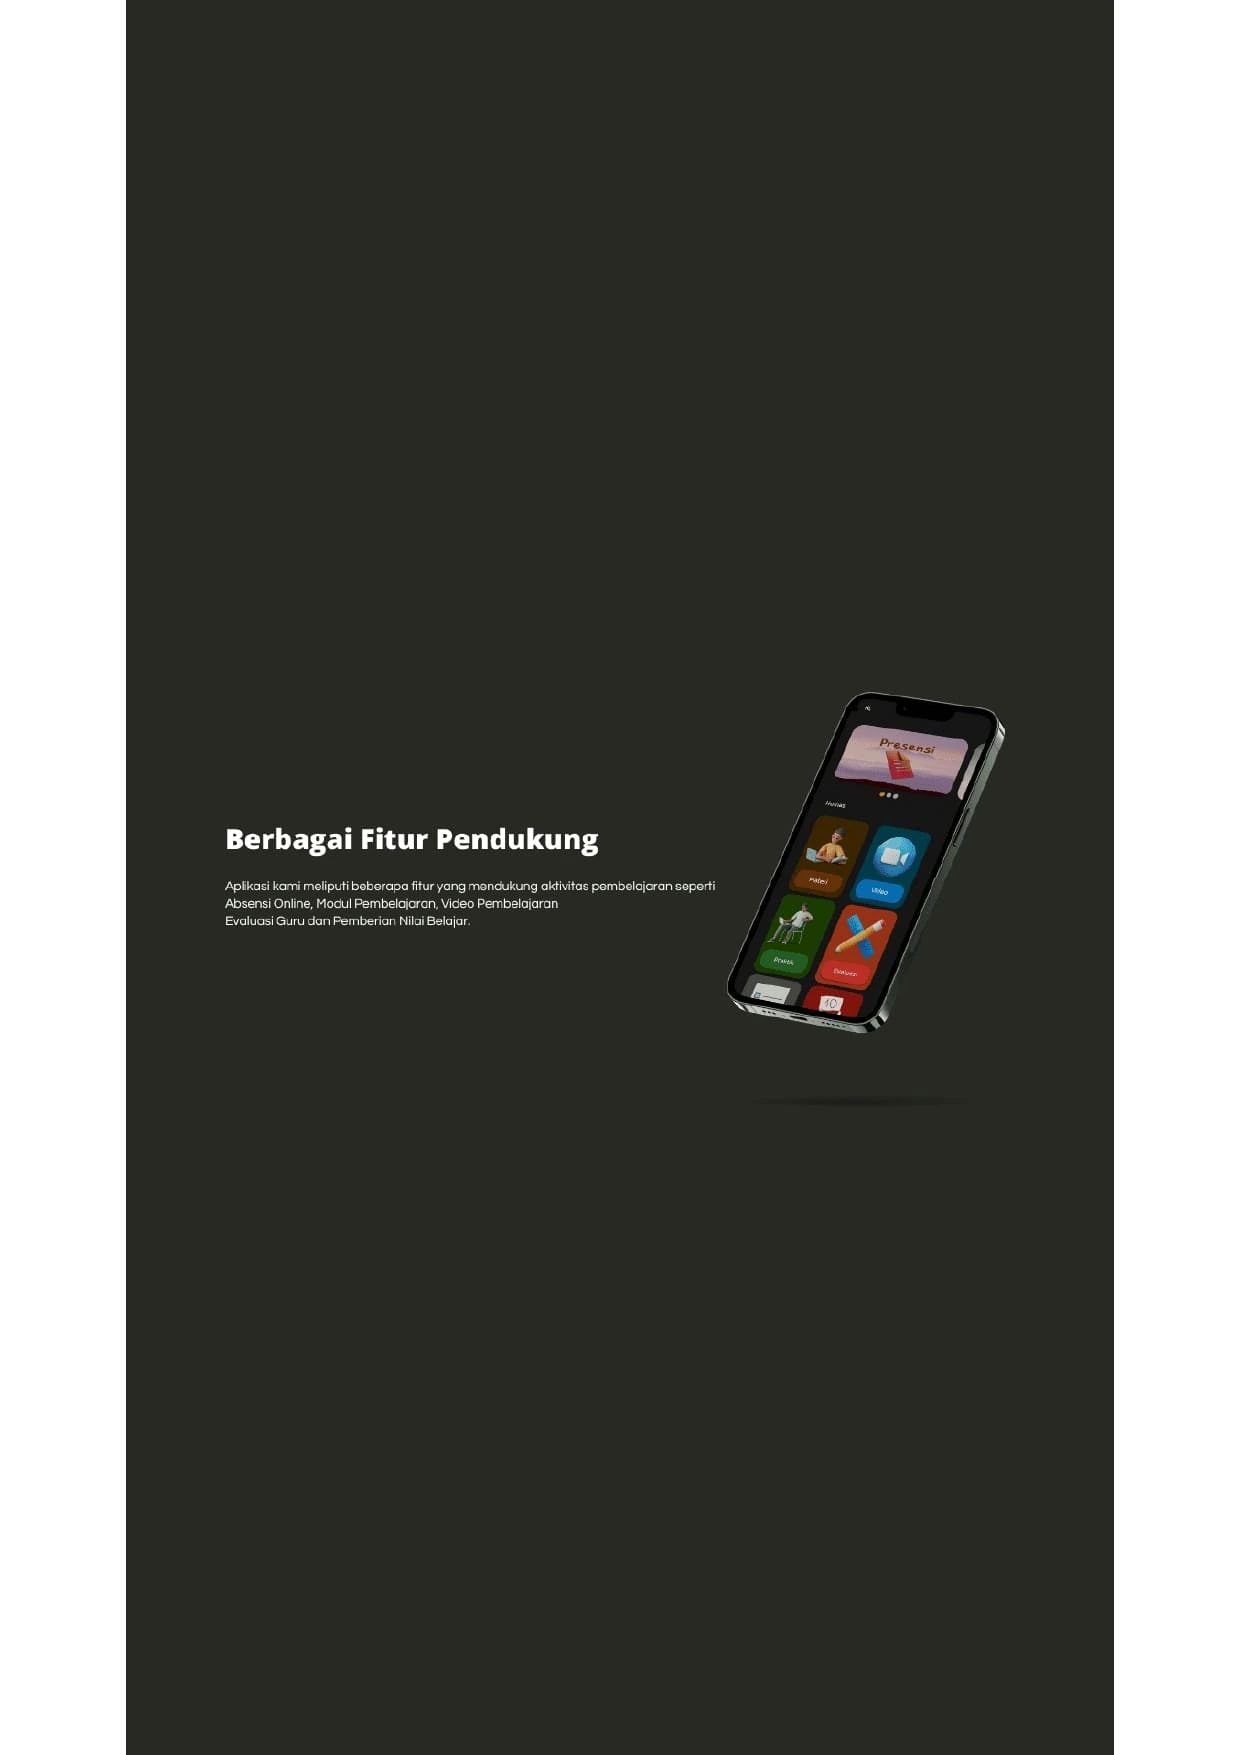 Berbagai Fitur Pendukung
Aplikasi kami meliputi beberapa fitur yang mendukung aktivitas pembelajaran seperti
Absensi Online, Modul Pembelajaran, Video Pembelajaran
Evaluasi Guru dan Pemberian Nilai Belajar.
Presensi
Materi
Video
Praktik
Evaluasi
10